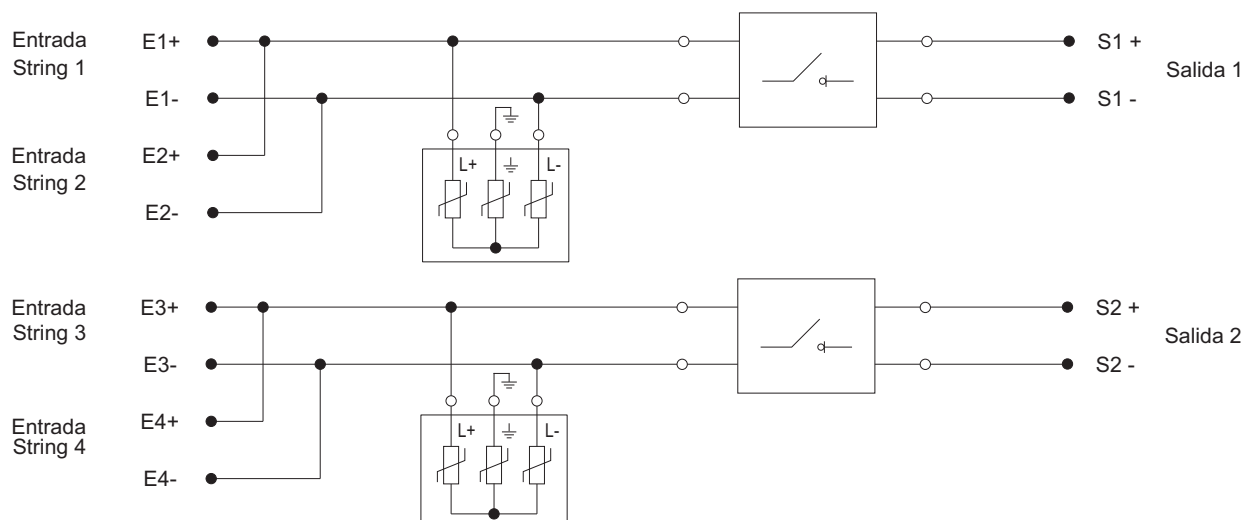 Entrada
String 1
E1+
E1-
S1 +
S1 -
Salida 1
Entrada
String 2
E2+
E2-
L+
L-
Entrada
String 3
E3+
E3-
S2 +
S2 -
Salida 2
Entrada
String 4
E4+
E4-
L+
L-